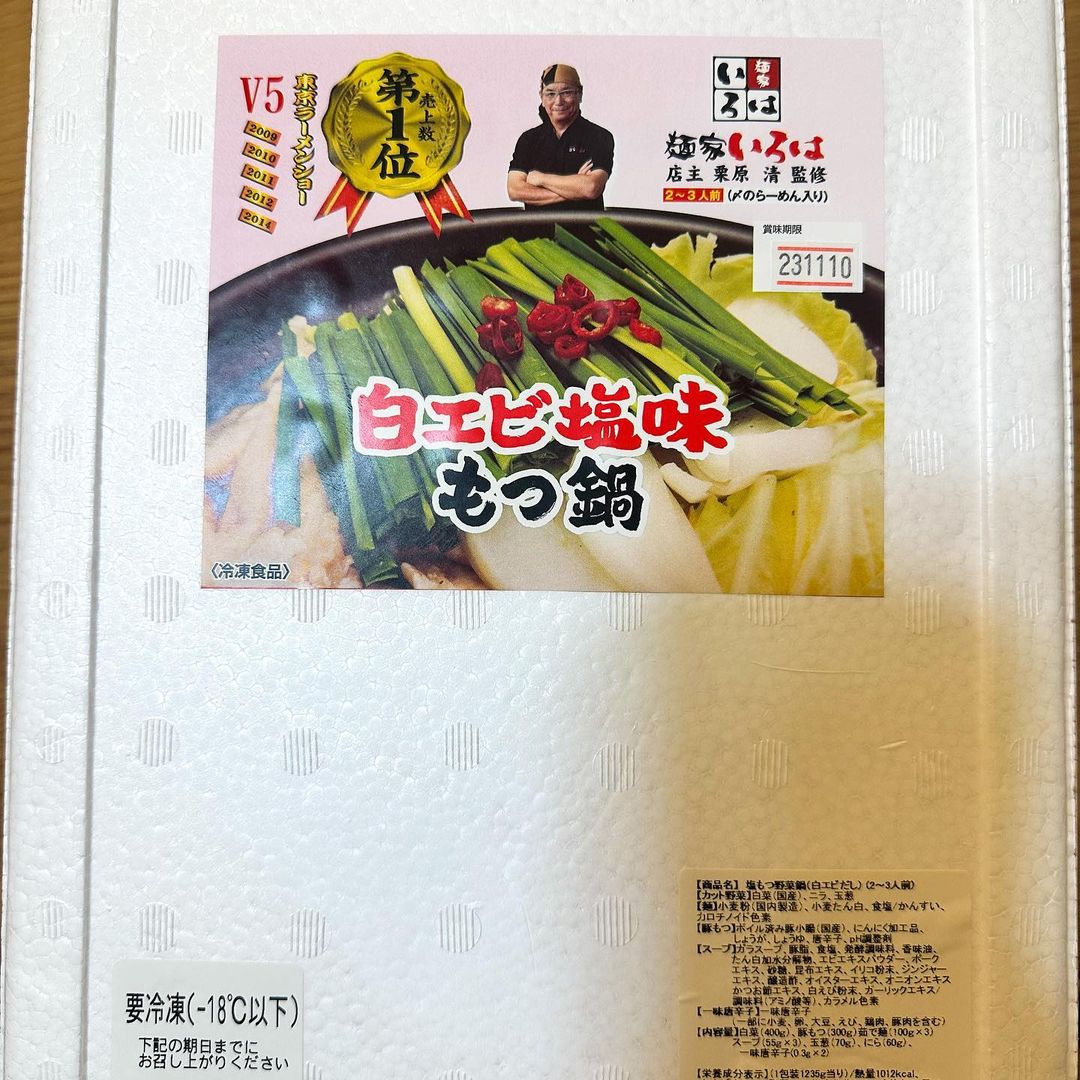 V5
東京ラーメンショー
2009
2010
2011
2012
2014
売上数
第1位
麺家
いろは
麺家いろは
店主 栗原 清 監修
2〜3人前 (〆のらーめん入り)
賞味期限
231110
白エビ塩味
もつ鍋
〈冷凍食品〉
【商品名】 塩もつ野菜鍋(白エビだし) (2〜3人前)
【カット野菜】白菜(国産)、ニラ、玉葱
【麺】小麦粉(国内製造)、小麦たん白、食塩/かんすい、
カロチノイド色素
【豚もつ】ボイル済み豚小腸(国産)、にんにく加工品、
しょうが、しょうゆ、唐辛子、pH調整剤
【スープ】ガラスープ、豚脂、食塩、発酵調味料、香味油、
たん白加水分解物、エビエキスパウダー、ポーク
エキス、砂糖、昆布エキス、イリコ粉末、ジンジャー
エキス、醸造酢、オイスターエキス、オニオンエキス
かつお節エキス、白えび粉末、ガーリックエキス/
調味料(アミノ酸等)、カラメル色素
【一味唐辛子】一味唐辛子
(一部に小麦、卵、大豆、えび、鶏肉、豚肉を含む)
【内容量】白菜(400g)、豚もつ(300g)茹で麺(100g×3)
スープ(55g×3)、玉葱(70g)、にら(60g)、
一味唐辛子(0.3g×2)
【栄養成分表示】(1包装1235g当り)/熱量1012kcal、
要冷凍(-18℃以下)
下記の期日までに
お召し上がりください